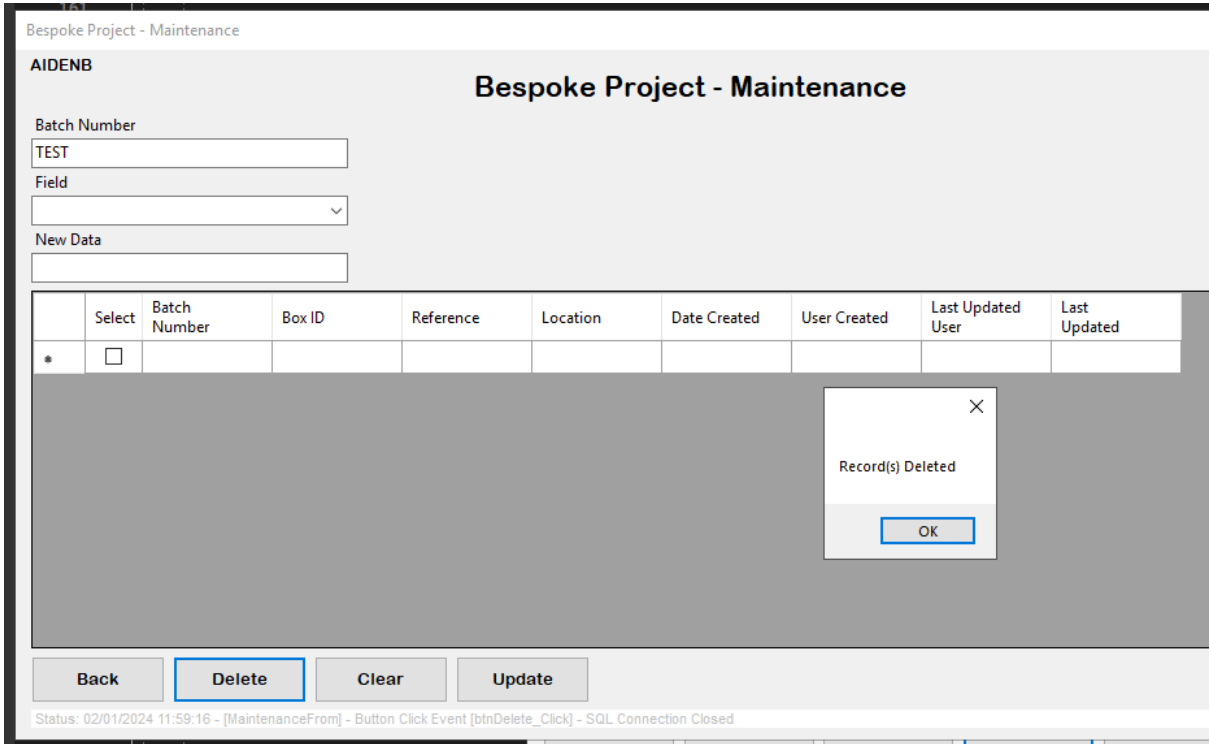 161
Bespoke Project - Maintenance
AIDENB
Bespoke Project - Maintenance
Batch Number
TEST
Field
New Data
Select Batch Number Box ID Reference Location Date Created User Created Last Updated User Last Updated
*
Record(s) Deleted
OK
Back Delete Clear Update
Status: 02/01/2024 11:59:16 - [MaintenanceFrom] - Button Click Event [btnDelete_Click] - SQL Connection Closed